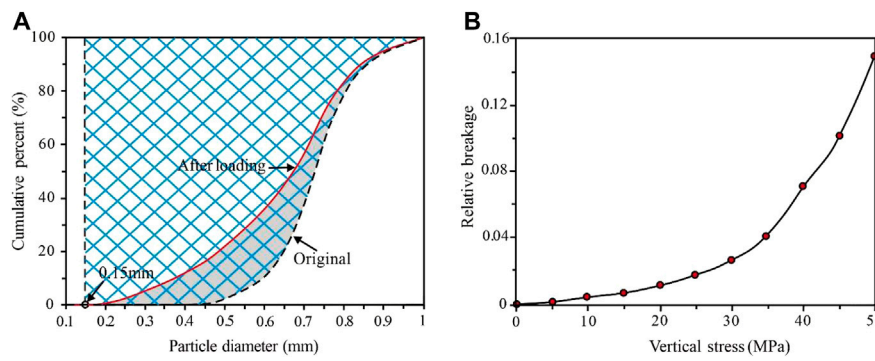 A
100
80
60
40
20
0
Cumulative percent (%)
After loading
Original
0.15mm
0.1 0.2 0.3 0.4 0.5 0.6 0.7 0.8 0.9 1
Particle diameter (mm)
B
0.16
0.12
0.08
0.04
0
Relative breakage
0 10 20 30 40 5
Vertical stress (MPa)